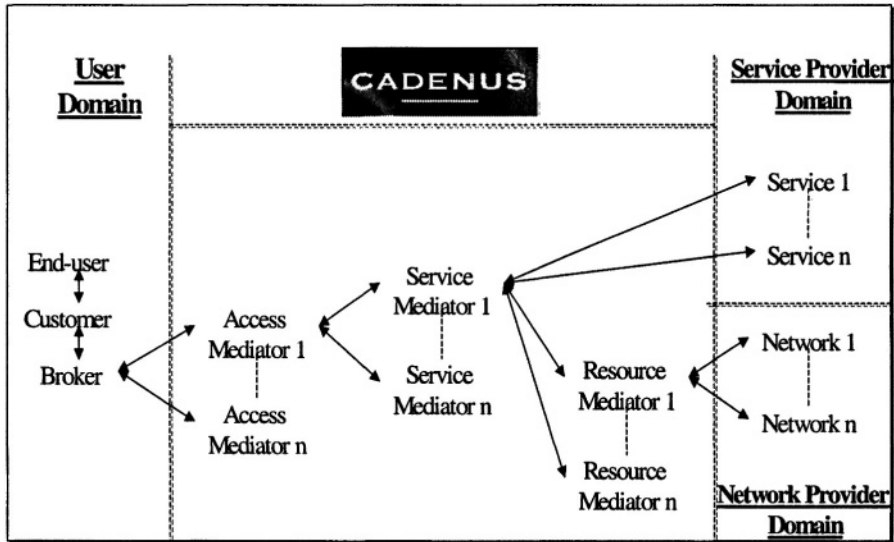 User
Domain
CADENUS
Service Provider
Domain
Service 1
Service n
End-user
Customer
Broker
Access
Mediator 1
Access
Mediator n
Service
Mediator 1
Service
Mediator n
Resource
Mediator 1
Resource
Mediator n
Network 1
Network n
Network Provider
Domain